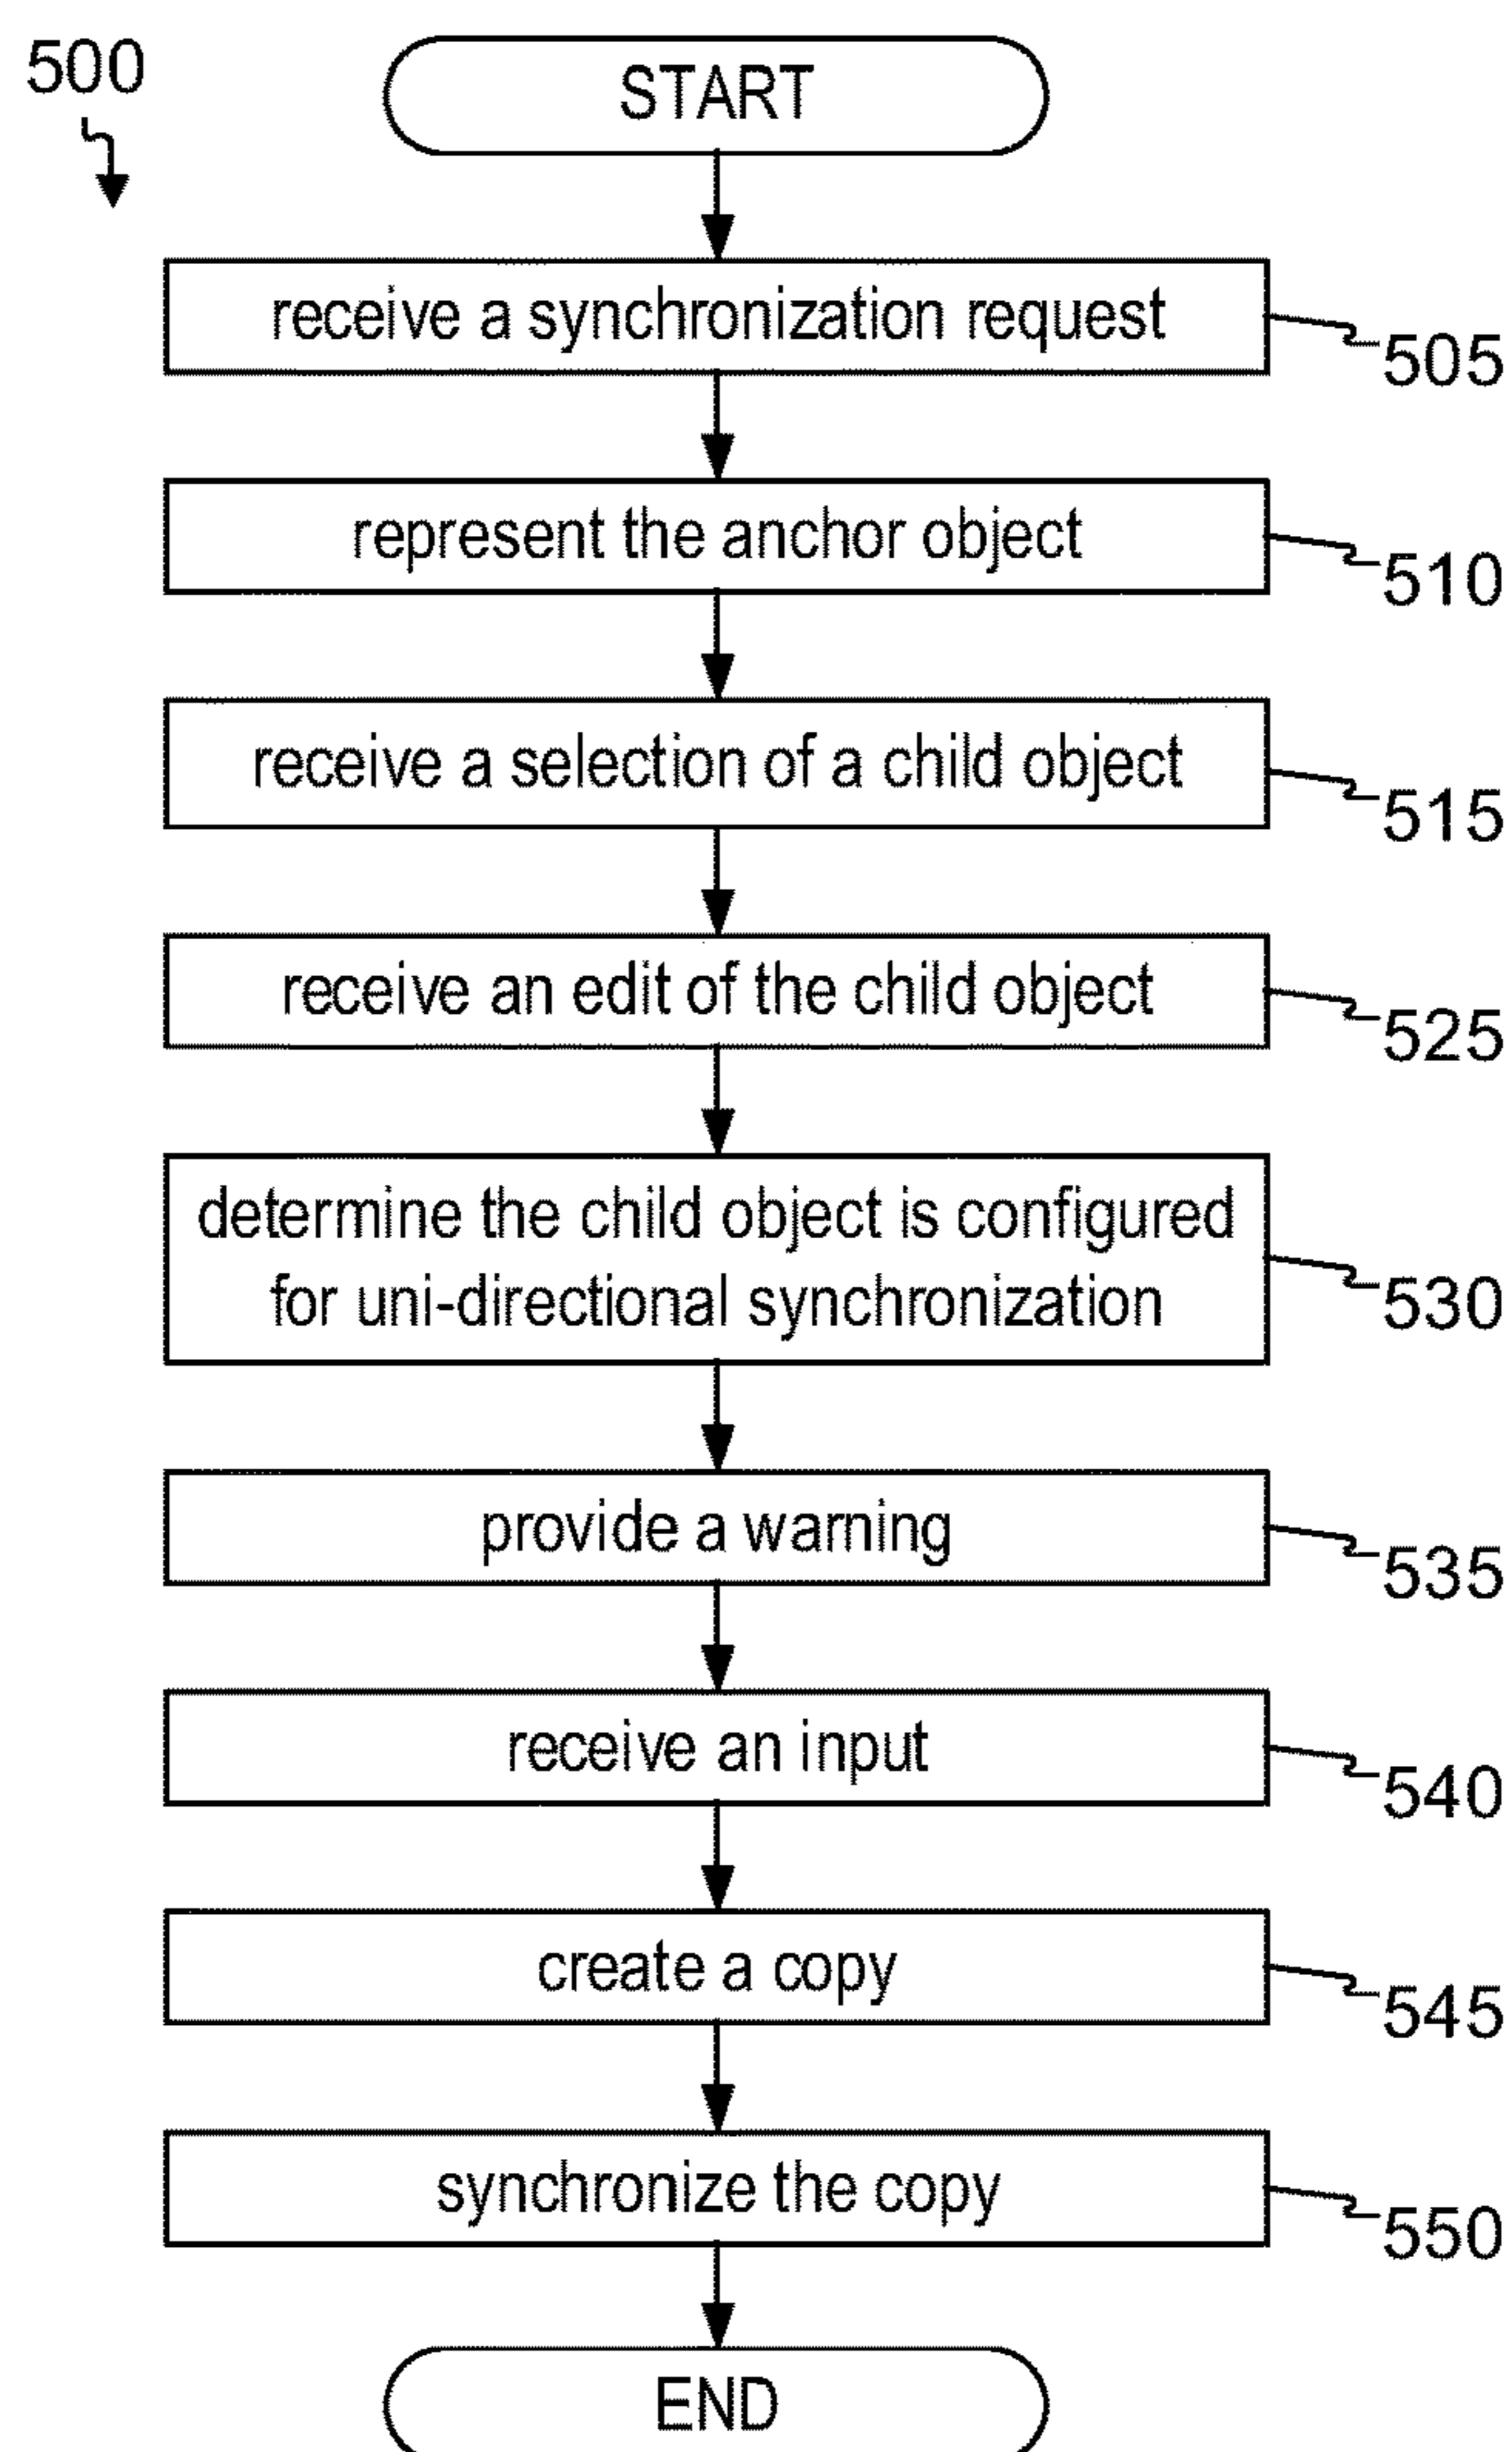 500
START
receive a synchronization request
505
represent the anchor object
510
receive a selection of a child object
515
receive an edit of the child object
525
determine the child object is configured
for uni-directional synchronization
530
provide a warning
535
receive an input
540
create a copy
545
synchronize the copy
550
END